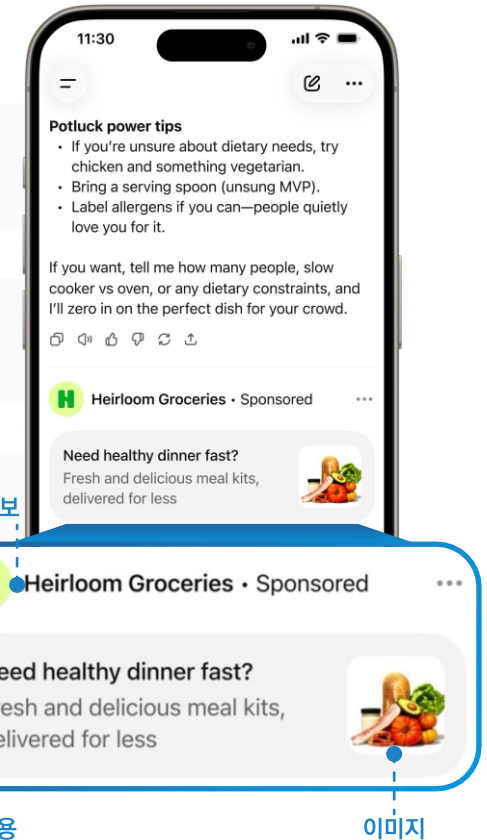 11:30
Potluck power tips
• If you're unsure about dietary needs, try
chicken and something vegetarian.
• Bring a serving spoon (unsung MVP).
• Label allergens if you can—people quietly
love you for it.
If you want, tell me how many people, slow
cooker vs oven, or any dietary constraints, and
I'll zero in on the perfect dish for your crowd.
H Heirloom Groceries • Sponsored
Need healthy dinner fast?
Fresh and delicious meal kits,
delivered for less
보
Heirloom Groceries • Sponsored
eed healthy dinner fast?
resh and delicious meal kits,
elivered for less
용
이미지